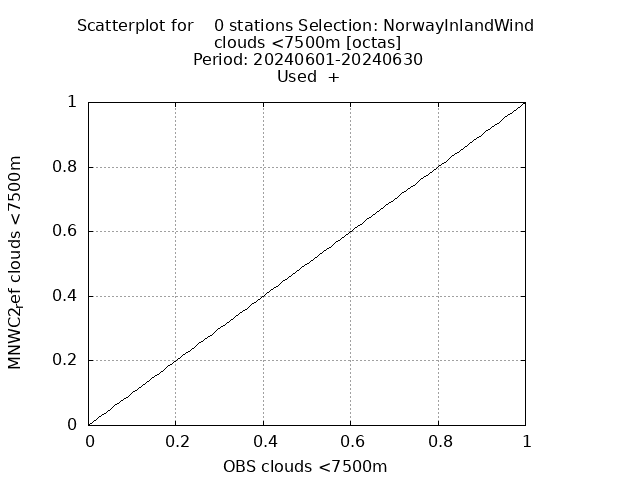 Scatterplot for    0 stations Selection: NorwayInlandWind
clouds <7500m [octas]
Period: 20240601-20240630
Used +
1
0.8
0.6
0.4
0.2
0
MNWC2ref clouds <7500m
0 0.2 0.4 0.6 0.8 1
OBS clouds <7500m